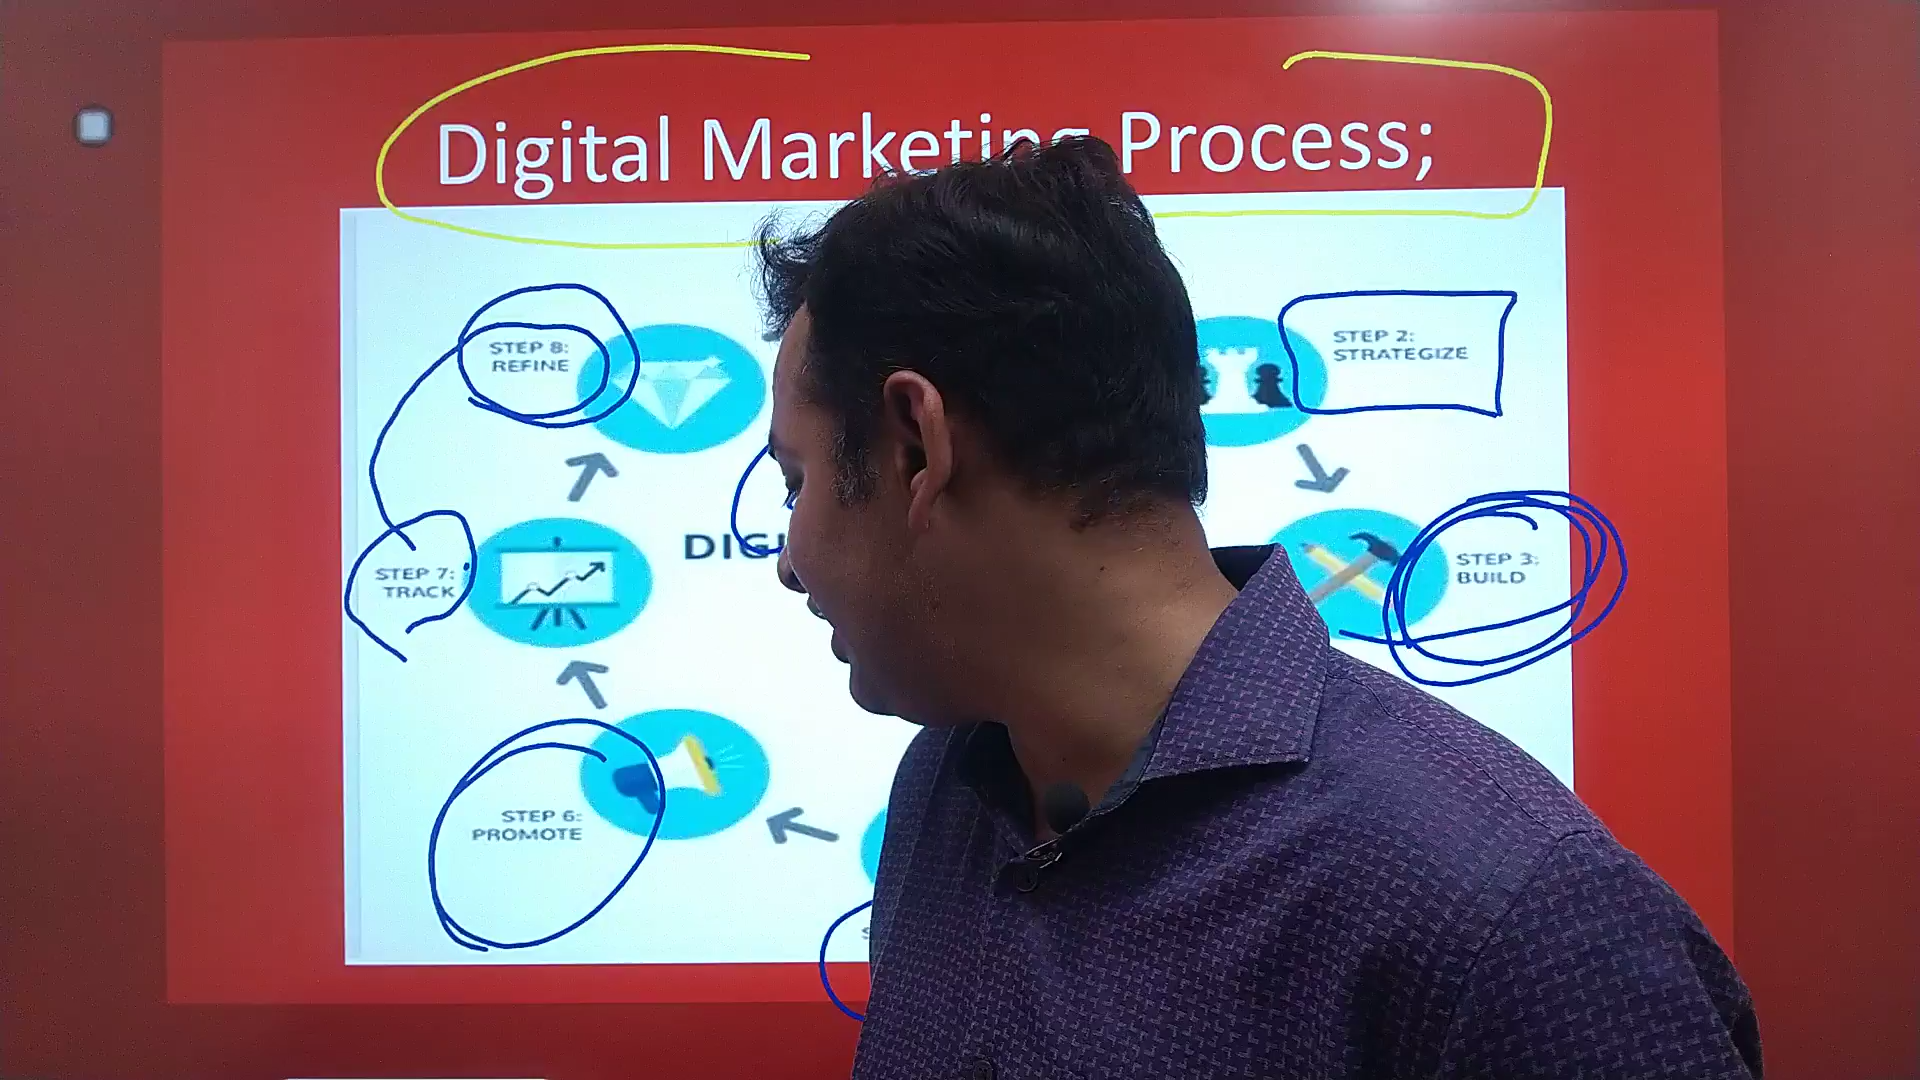 Digital Marketing Process;
STEP 8:
REFINE
STEP 2:
STRATEGIZE
STEP 7:
TRACK
STEP 3:
BUILD
STEP 6:
PROMOTE